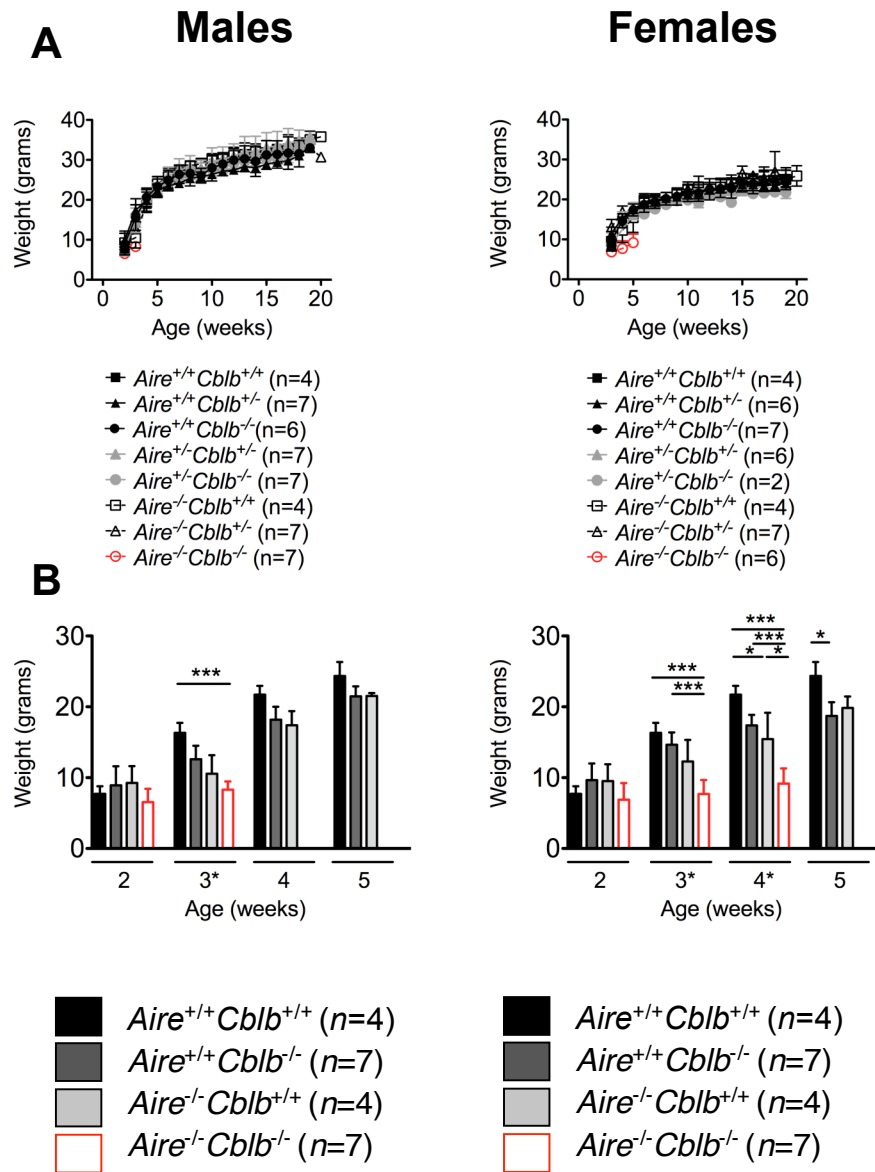 Males
Females
A
Weight (grams)
40
30
20
10
0
0 5 10 15 20
Age (weeks)
Aire+/+Cblb+/+ (n=4)
Aire+/+Cblb+/- (n=7)
Aire+/+Cblb-/- (n=6)
Aire+/-Cblb+/- (n=7)
Aire+/-Cblb-/- (n=7)
Aire-/-Cblb+/+ (n=4)
Aire-/-Cblb+/- (n=7)
Aire-/-Cblb-/- (n=7)
Weight (grams)
40
30
20
10
0
0 5 10 15 20
Age (weeks)
Aire+/+Cblb+/+ (n=4)
Aire+/+Cblb+/- (n=6)
Aire+/+Cblb-/- (n=7)
Aire+/-Cblb+/- (n=6)
Aire+/-Cblb-/- (n=2)
Aire-/-Cblb+/+ (n=4)
Aire-/-Cblb+/- (n=7)
Aire-/-Cblb-/- (n=6)
B
Weight (grams)
30
20
10
0
***
2 3* 4 5
Age (weeks)
Weight (grams)
30
20
10
0
***
***
***
***
* *
*
2 3* 4* 5
Age (weeks)
Aire+/+Cblb+/+ (n=4)
Aire+/+Cblb-/- (n=7)
Aire-/-Cblb+/+ (n=4)
Aire-/-Cblb-/- (n=7)
Aire+/+Cblb+/+ (n=4)
Aire+/+Cblb-/- (n=7)
Aire-/-Cblb+/+ (n=4)
Aire-/-Cblb-/- (n=7)